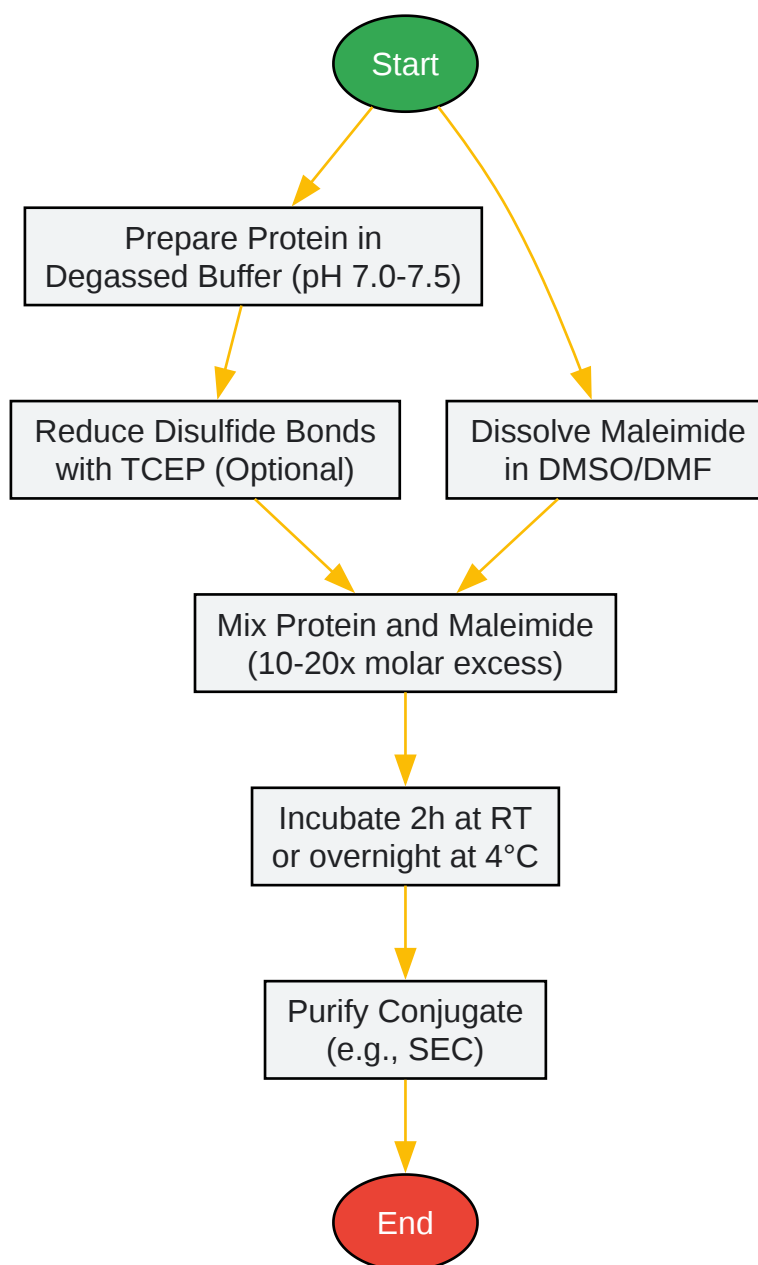 Start
Prepare Protein in
Degassed Buffer (pH 7.0-7.5)
Reduce Disulfide Bonds
with TCEP (Optional)
Dissolve Maleimide
in DMSO/DMF
Mix Protein and Maleimide
(10-20x molar excess)
Incubate 2h at RT
or overnight at 4°C
Purify Conjugate
(e.g., SEC)
End